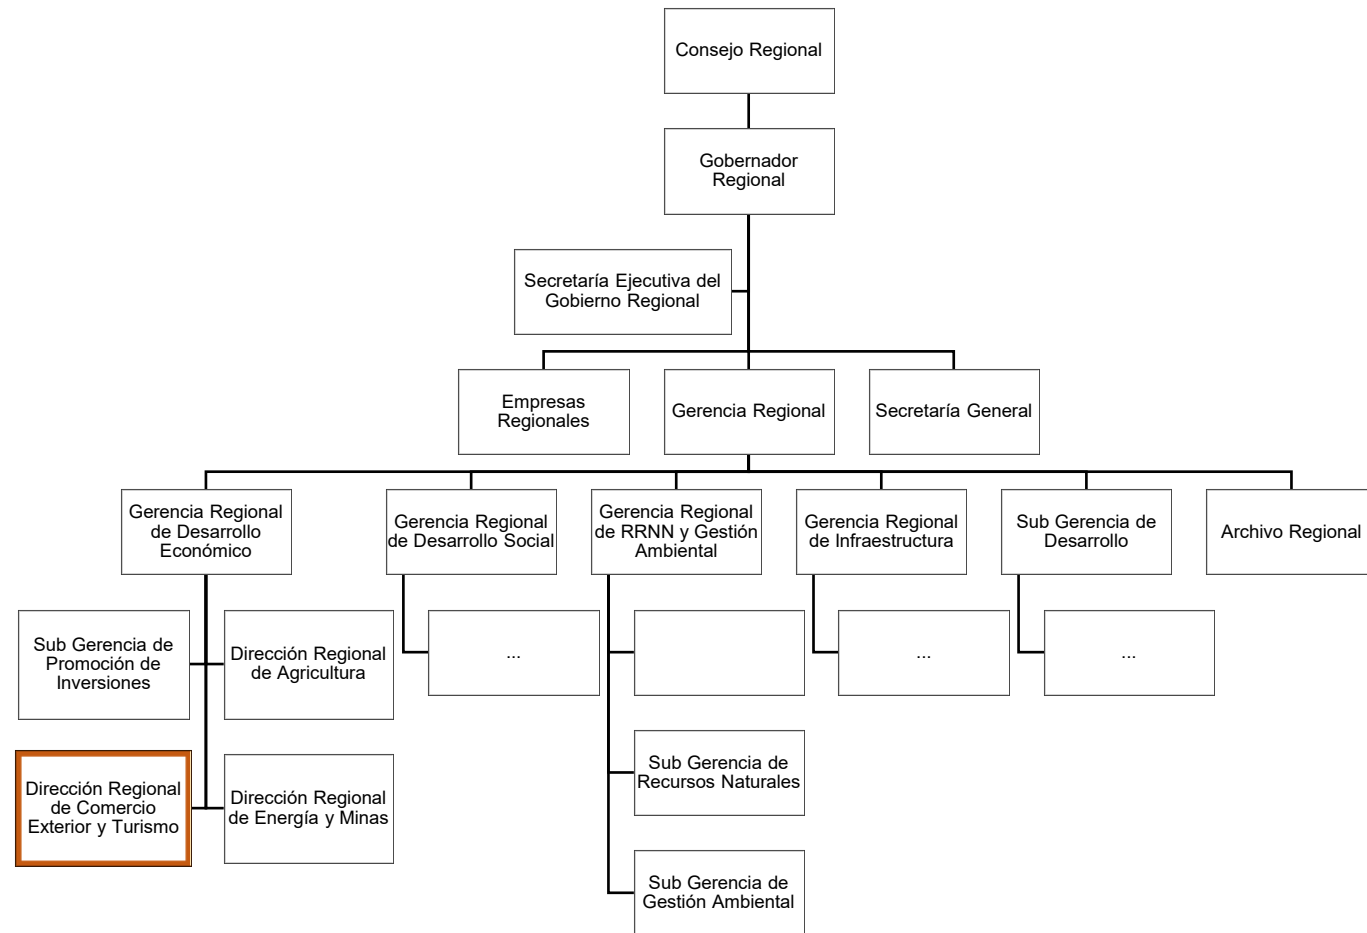 Consejo Regional
Gobernador
Regional
Secretaría Ejecutiva del
Gobierno Regional
Empresas
Regionales
Gerencia Regional
Secretaría General
Gerencia Regional
de Desarrollo
Económico
Gerencia Regional
de Desarrollo Social
Gerencia Regional
de RRNN y Gestión
Ambiental
Gerencia Regional
de Infraestructura
Sub Gerencia de
Desarrollo
Archivo Regional
Sub Gerencia de
Promoción de
Inversiones
Dirección Regional
de Agricultura
...
...
...
Dirección Regional
de Comercio
Exterior y Turismo
Dirección Regional
de Energía y Minas
Sub Gerencia de
Recursos Naturales
Sub Gerencia de
Gestión Ambiental